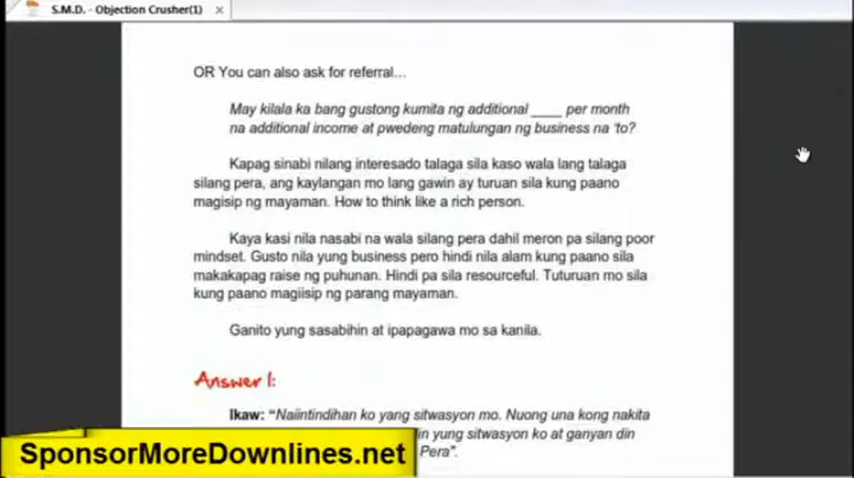 S.M.D. - Objection Crusher(1)
OR You can also ask for referral...
May kilala ka bang gustong kumita ng additional ____ per month
na additional income at pwedeng matulungan ng business na 'to?
Kapag sinabi nilang interesado talaga sila kaso wala lang talaga
silang pera, ang kaylangan mo lang gawin ay turuan sila kung paano
magisip ng mayaman. How to think like a rich person.
Kaya kasi nila nasabi na wala silang pera dahil meron pa silang poor
mindset. Gusto nila yung business pero hindi nila alam kung paano sila
makakapag raise ng puhunan. Hindi pa sila resourceful. Tuturuan mo sila
kung paano magiisip ng parang mayaman.
Ganito yung sasabihin at ipapagawa mo sa kanila.
Answer 1:
Ikaw: "Naiintindihan ko yang sitwasyon mo. Nuong una kong nakita
yung sitwasyon ko at ganyan din
Pera".
SponsorMoreDownlines.net